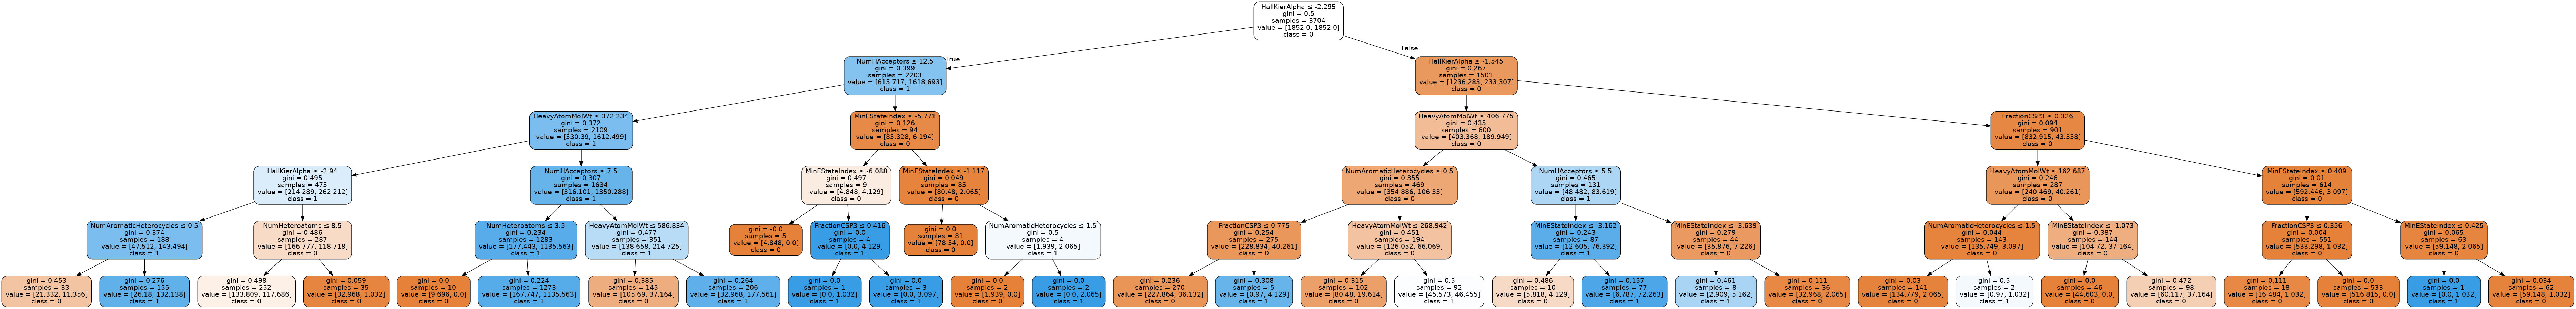 HallKierAlpha ≤ -2.295
gini = 0.5
samples = 3704
value = [1852.0, 1852.0]
class = 0
True
False
NumHAcceptors ≤ 12.5
gini = 0.399
samples = 2203
value = [615.717, 1618.693]
class = 1
HallKierAlpha ≤ -1.545
gini = 0.267
samples = 1501
value = [1236.283, 233.307]
class = 0
HeavyAtomMolWt ≤ 372.234
gini = 0.372
samples = 2109
value = [530.39, 1612.499]
class = 1
MinEStateIndex ≤ -5.771
gini = 0.126
samples = 94
value = [85.328, 6.194]
class = 0
HeavyAtomMolWt ≤ 406.775
gini = 0.435
samples = 600
value = [403.368, 189.949]
class = 0
FractionCSP3 ≤ 0.326
gini = 0.094
samples = 901
value = [832.915, 43.358]
class = 0
HallKierAlpha ≤ -2.94
gini = 0.495
samples = 475
value = [214.289, 262.212]
class = 1
NumHAcceptors ≤ 7.5
gini = 0.307
samples = 1634
value = [316.101, 1350.288]
class = 1
MinEStateIndex ≤ -6.088
gini = 0.497
samples = 9
value = [4.848, 4.129]
class = 0
MinEStateIndex ≤ -1.117
gini = 0.049
samples = 85
value = [80.48, 2.065]
class = 0
NumAromaticHeterocycles ≤ 0.5
gini = 0.355
samples = 469
value = [354.886, 106.33]
class = 0
NumHAcceptors ≤ 5.5
gini = 0.465
samples = 131
value = [48.482, 83.619]
class = 1
HeavyAtomMolWt ≤ 162.687
gini = 0.246
samples = 287
value = [240.469, 40.261]
class = 0
MinEStateIndex ≤ 0.409
gini = 0.01
samples = 614
value = [592.446, 3.097]
class = 0
NumAromaticHeterocycles ≤ 0.5
gini = 0.374
samples = 188
value = [47.512, 143.494]
class = 1
NumHeteroatoms ≤ 8.5
gini = 0.486
samples = 287
value = [166.777, 118.718]
class = 0
NumHeteroatoms ≤ 3.5
gini = 0.234
samples = 1283
value = [177.443, 1135.563]
class = 1
HeavyAtomMolWt ≤ 586.834
gini = 0.477
samples = 351
value = [138.658, 214.725]
class = 1
gini = -0.0
samples = 5
value = [4.848, 0.0]
class = 0
FractionCSP3 ≤ 0.416
gini = 0.0
samples = 4
value = [0.0, 4.129]
class = 1
gini = 0.0
samples = 81
value = [78.54, 0.0]
class = 0
NumAromaticHeterocycles ≤ 1.5
gini = 0.5
samples = 4
value = [1.939, 2.065]
class = 1
FractionCSP3 ≤ 0.775
gini = 0.254
samples = 275
value = [228.834, 40.261]
class = 0
HeavyAtomMolWt ≤ 268.942
gini = 0.451
samples = 194
value = [126.052, 66.069]
class = 0
MinEStateIndex ≤ -3.162
gini = 0.243
samples = 87
value = [12.605, 76.392]
class = 1
MinEStateIndex ≤ -3.639
gini = 0.279
samples = 44
value = [35.876, 7.226]
class = 0
NumAromaticHeterocycles ≤ 1.5
gini = 0.044
samples = 143
value = [135.749, 3.097]
class = 0
MinEStateIndex ≤ -1.073
gini = 0.387
samples = 144
value = [104.72, 37.164]
class = 0
FractionCSP3 ≤ 0.356
gini = 0.004
samples = 551
value = [533.298, 1.032]
class = 0
MinEStateIndex ≤ 0.425
gini = 0.065
samples = 63
value = [59.148, 2.065]
class = 0
gini = 0.453
samples = 33
value = [21.332, 11.356]
class = 0
gini = 0.276
samples = 155
value = [26.18, 132.138]
class = 1
gini = 0.498
samples = 252
value = [133.809, 117.686]
class = 0
gini = 0.059
samples = 35
value = [32.968, 1.032]
class = 0
gini = 0.0
samples = 10
value = [9.696, 0.0]
class = 0
gini = 0.224
samples = 1273
value = [167.747, 1135.563]
class = 1
gini = 0.385
samples = 145
value = [105.69, 37.164]
class = 0
gini = 0.264
samples = 206
value = [32.968, 177.561]
class = 1
gini = 0.0
samples = 1
value = [0.0, 1.032]
class = 1
gini = 0.0
samples = 3
value = [0.0, 3.097]
class = 1
gini = 0.0
samples = 2
value = [1.939, 0.0]
class = 0
gini = 0.0
samples = 2
value = [0.0, 2.065]
class = 1
gini = 0.236
samples = 270
value = [227.864, 36.132]
class = 0
gini = 0.308
samples = 5
value = [0.97, 4.129]
class = 1
gini = 0.315
samples = 102
value = [80.48, 19.614]
class = 0
gini = 0.5
samples = 92
value = [45.573, 46.455]
class = 1
gini = 0.486
samples = 10
value = [5.818, 4.129]
class = 0
gini = 0.157
samples = 77
value = [6.787, 72.263]
class = 1
gini = 0.461
samples = 8
value = [2.909, 5.162]
class = 1
gini = 0.111
samples = 36
value = [32.968, 2.065]
class = 0
gini = 0.03
samples = 141
value = [134.779, 2.065]
class = 0
gini = 0.5
samples = 2
value = [0.97, 1.032]
class = 1
gini = 0.0
samples = 46
value = [44.603, 0.0]
class = 0
gini = 0.472
samples = 98
value = [60.117, 37.164]
class = 0
gini = 0.111
samples = 18
value = [16.484, 1.032]
class = 0
gini = 0.0
samples = 533
value = [516.815, 0.0]
class = 0
gini = 0.0
samples = 1
value = [0.0, 1.032]
class = 1
gini = 0.034
samples = 62
value = [59.148, 1.032]
class = 0